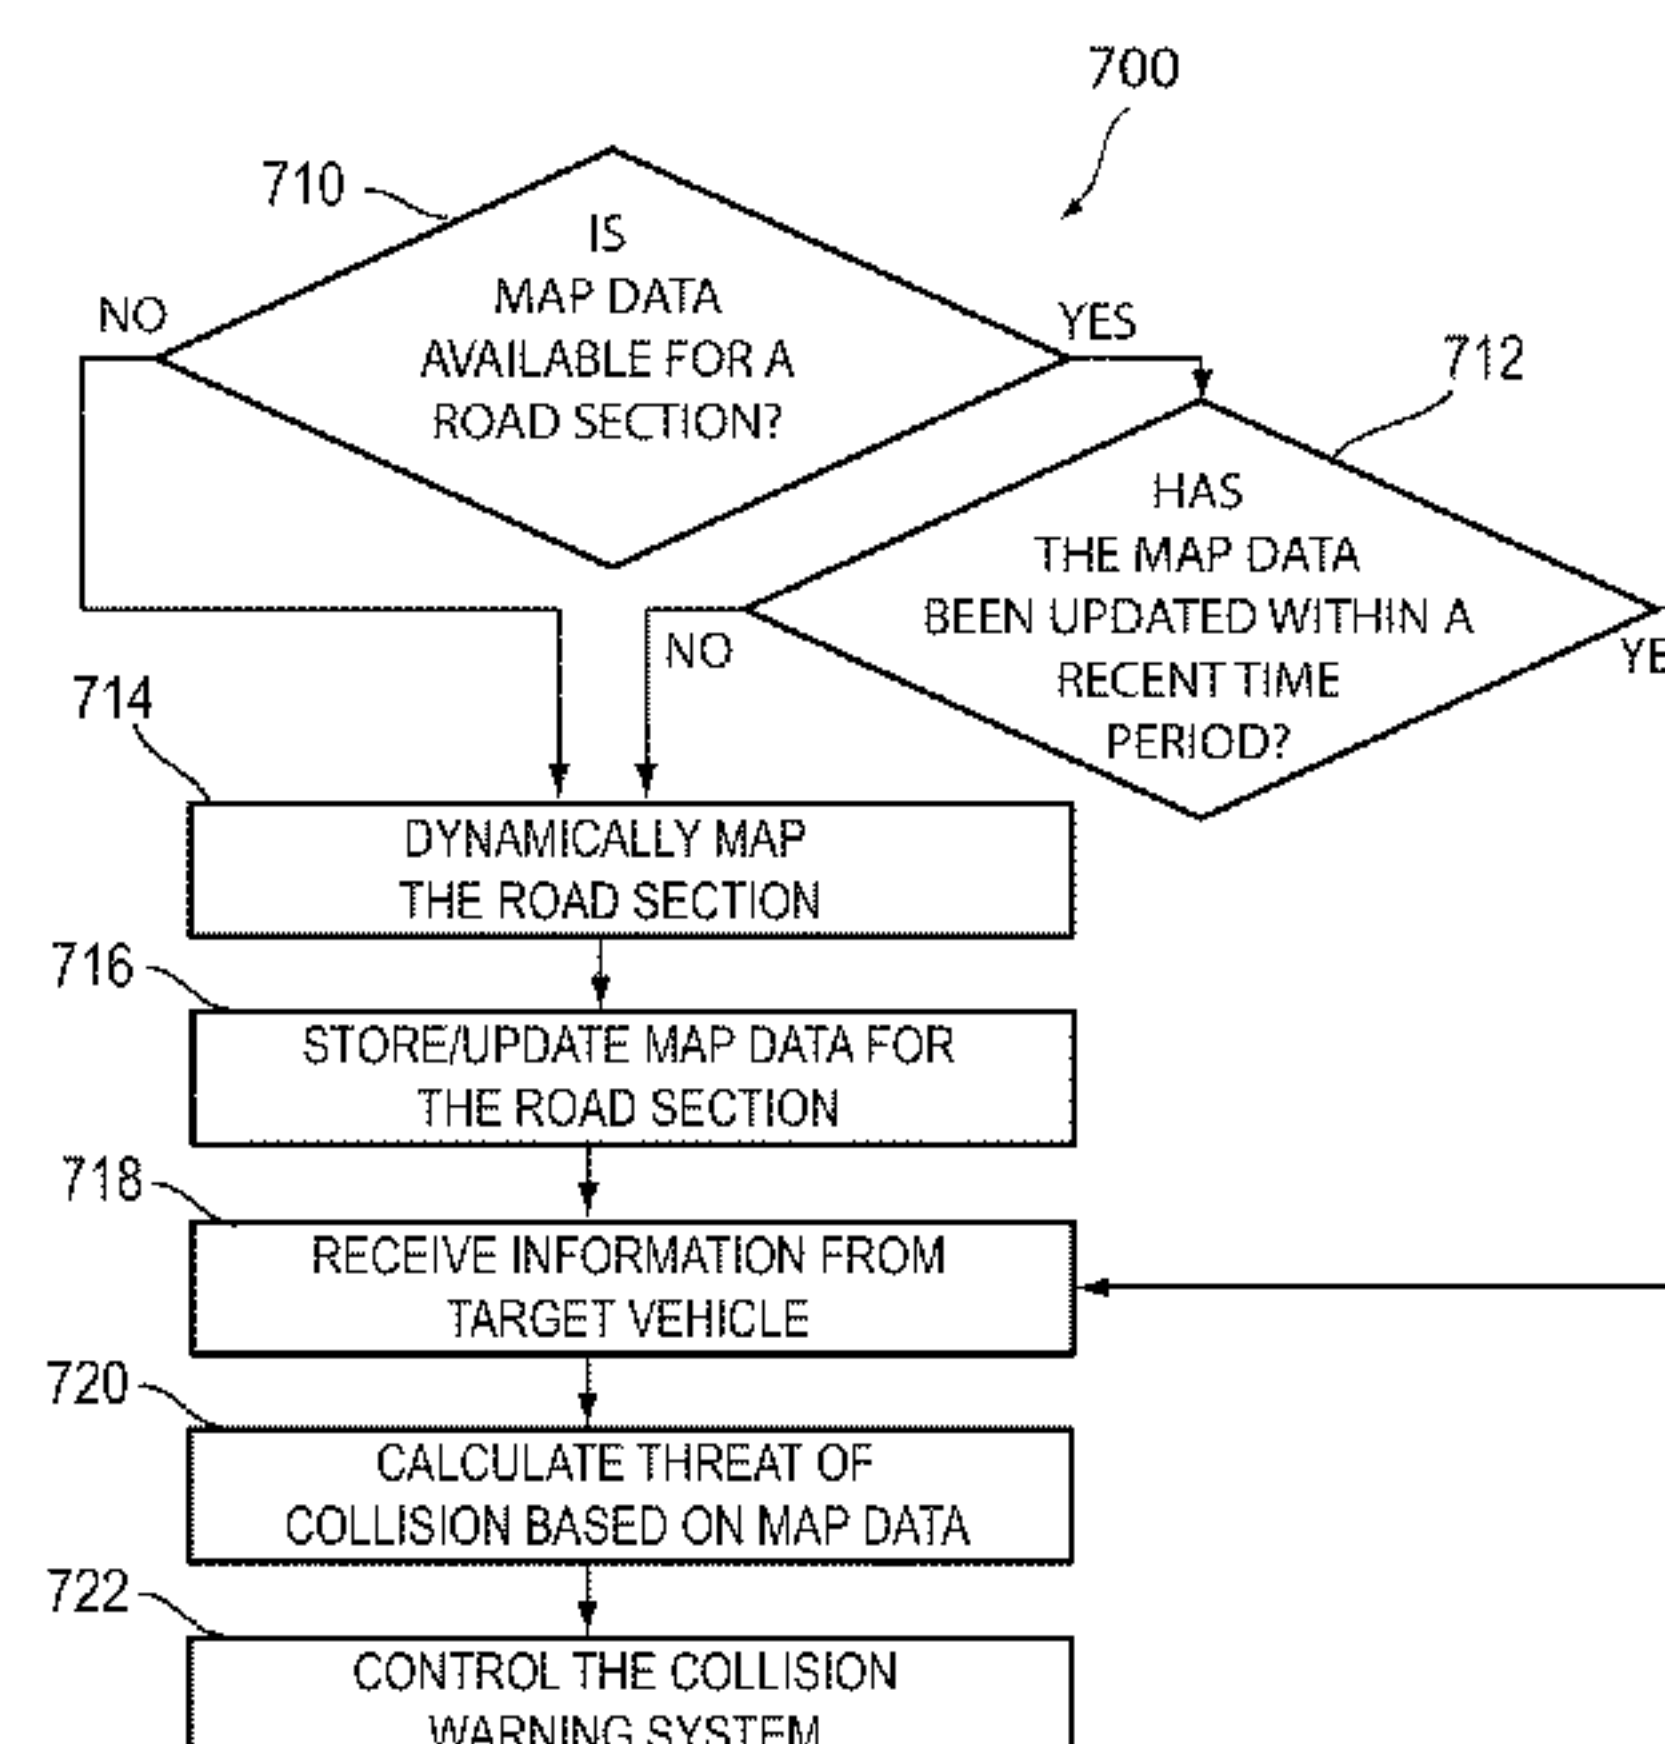 700
710
IS
MAP DATA
AVAILABLE FOR A
ROAD SECTION?
NO
YES
712
HAS
THE MAP DATA
BEEN UPDATED WITHIN A
RECENT TIME
PERIOD?
NO
YE
714
DYNAMICALLY MAP
THE ROAD SECTION
716
STORE/UPDATE MAP DATA FOR
THE ROAD SECTION
718
RECEIVE INFORMATION FROM
TARGET VEHICLE
720
CALCULATE THREAT OF
COLLISION BASED ON MAP DATA
722
CONTROL THE COLLISION
WARNING SYSTEM